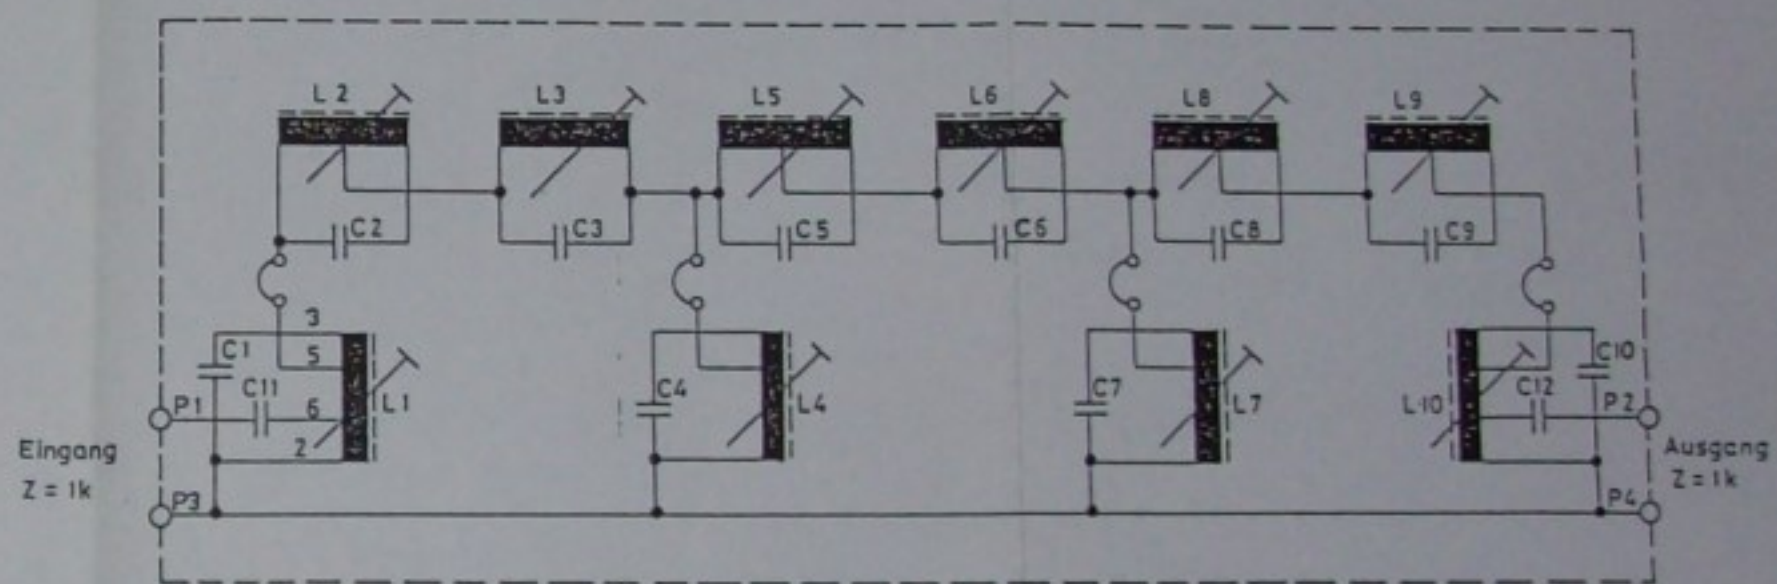 L2 L3 L5 L6 L8 L9
C2 C3 C5 C6 C8 C9
3
C1 5 C10
C11 6 L1 C4 L4 C7 L7 L10 C12
P1 P2
2
Eingang Ausgang
Z = 1k Z = 1k
P3 P4